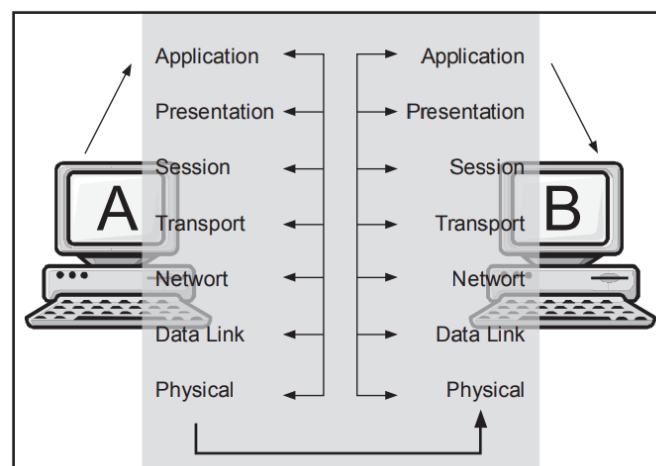 Application Application
Presentation Presentation
Session Session
A B
Transport Transport
Networt Networt
Data Link Data Link
Physical Physical